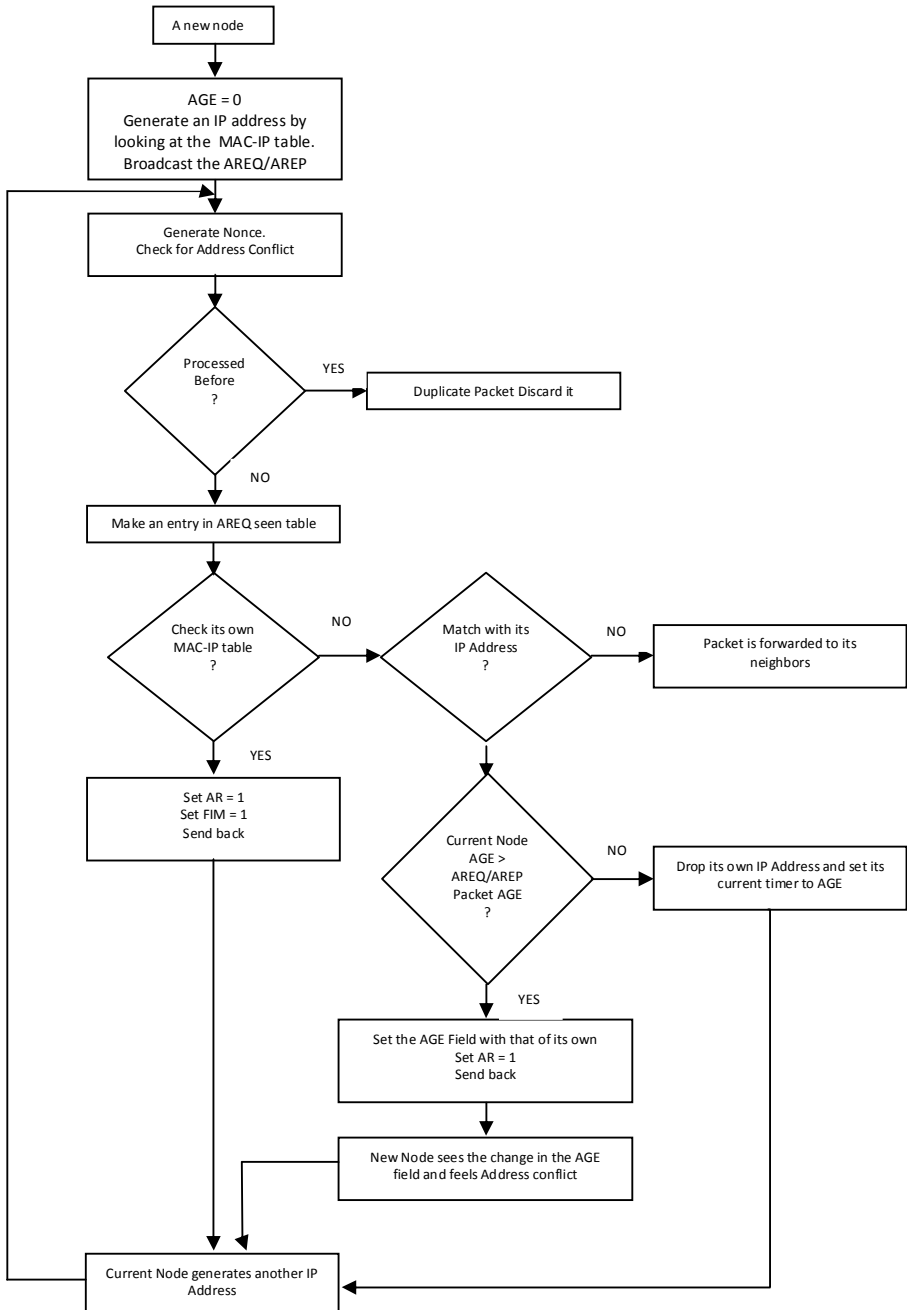 A new node
AGE = 0
Generate an IP address by
looking at the MAC-IP table.
Broadcast the AREQ/AREP
Generate Nonce.
Check for Address Conflict
Processed
Before
?
YES
Duplicate Packet Discard it
NO
Make an entry in AREQ seen table
Check its own
MAC-IP table
?
NO
Match with its
IP Address
?
NO
Packet is forwarded to its
neighbors
YES
Set AR = 1
Set FIM = 1
Send back
Current Node
AGE >
AREQ/AREP
Packet AGE
?
NO
Drop its own IP Address and set its
current timer to AGE
YES
Set the AGE Field with that of its own
Set AR = 1
Send back
New Node sees the change in the AGE
field and feels Address conflict
Current Node generates another IP
Address